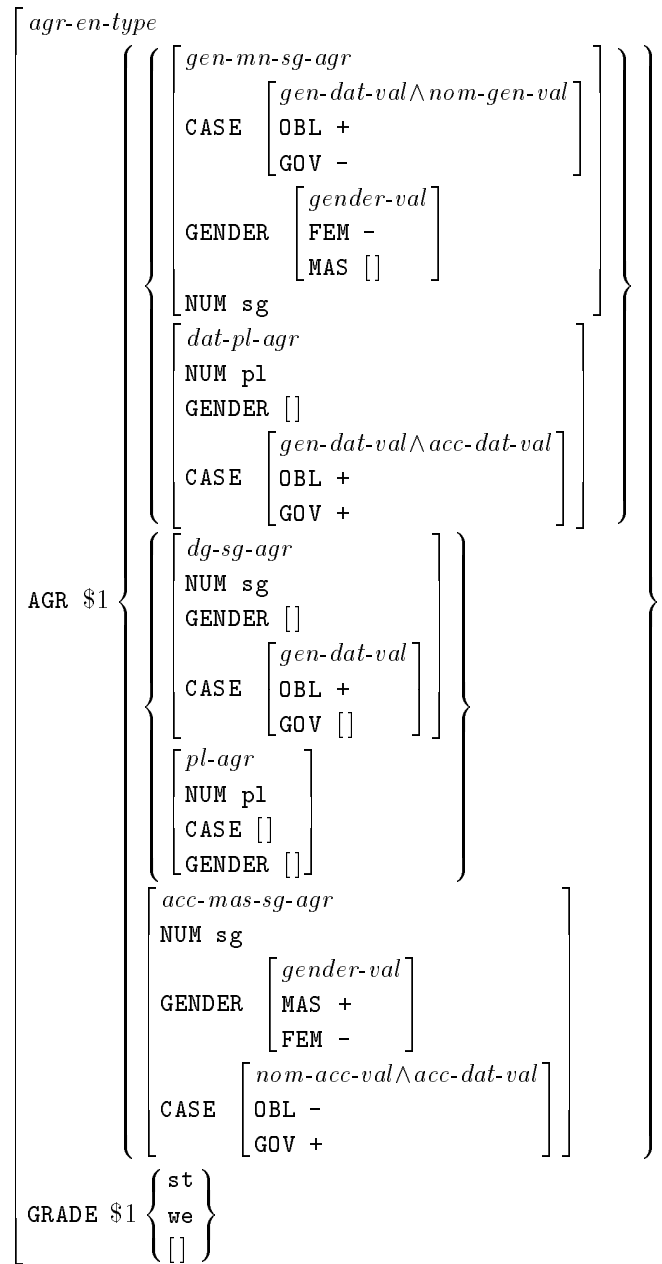 agr-en-type
gen-mn-sg-agr
gen-dat-val∧nom-gen-val
CASE OBL +
GOV -
gender-val
GENDER FEM -
MAS []
NUM sg
dat-pl-agr
NUM pl
GENDER []
gen-dat-val∧acc-dat-val
CASE OBL +
GOV +
dg-sg-agr
AGR $1 NUM sg
GENDER []
gen-dat-val
CASE OBL +
GOV []
pl-agr
NUM pl
CASE []
GENDER []
acc-mas-sg-agr
NUM sg
gender-val
GENDER MAS +
FEM -
nom-acc-val∧acc-dat-val
CASE OBL -
GOV +
st
GRADE $1 we
[]